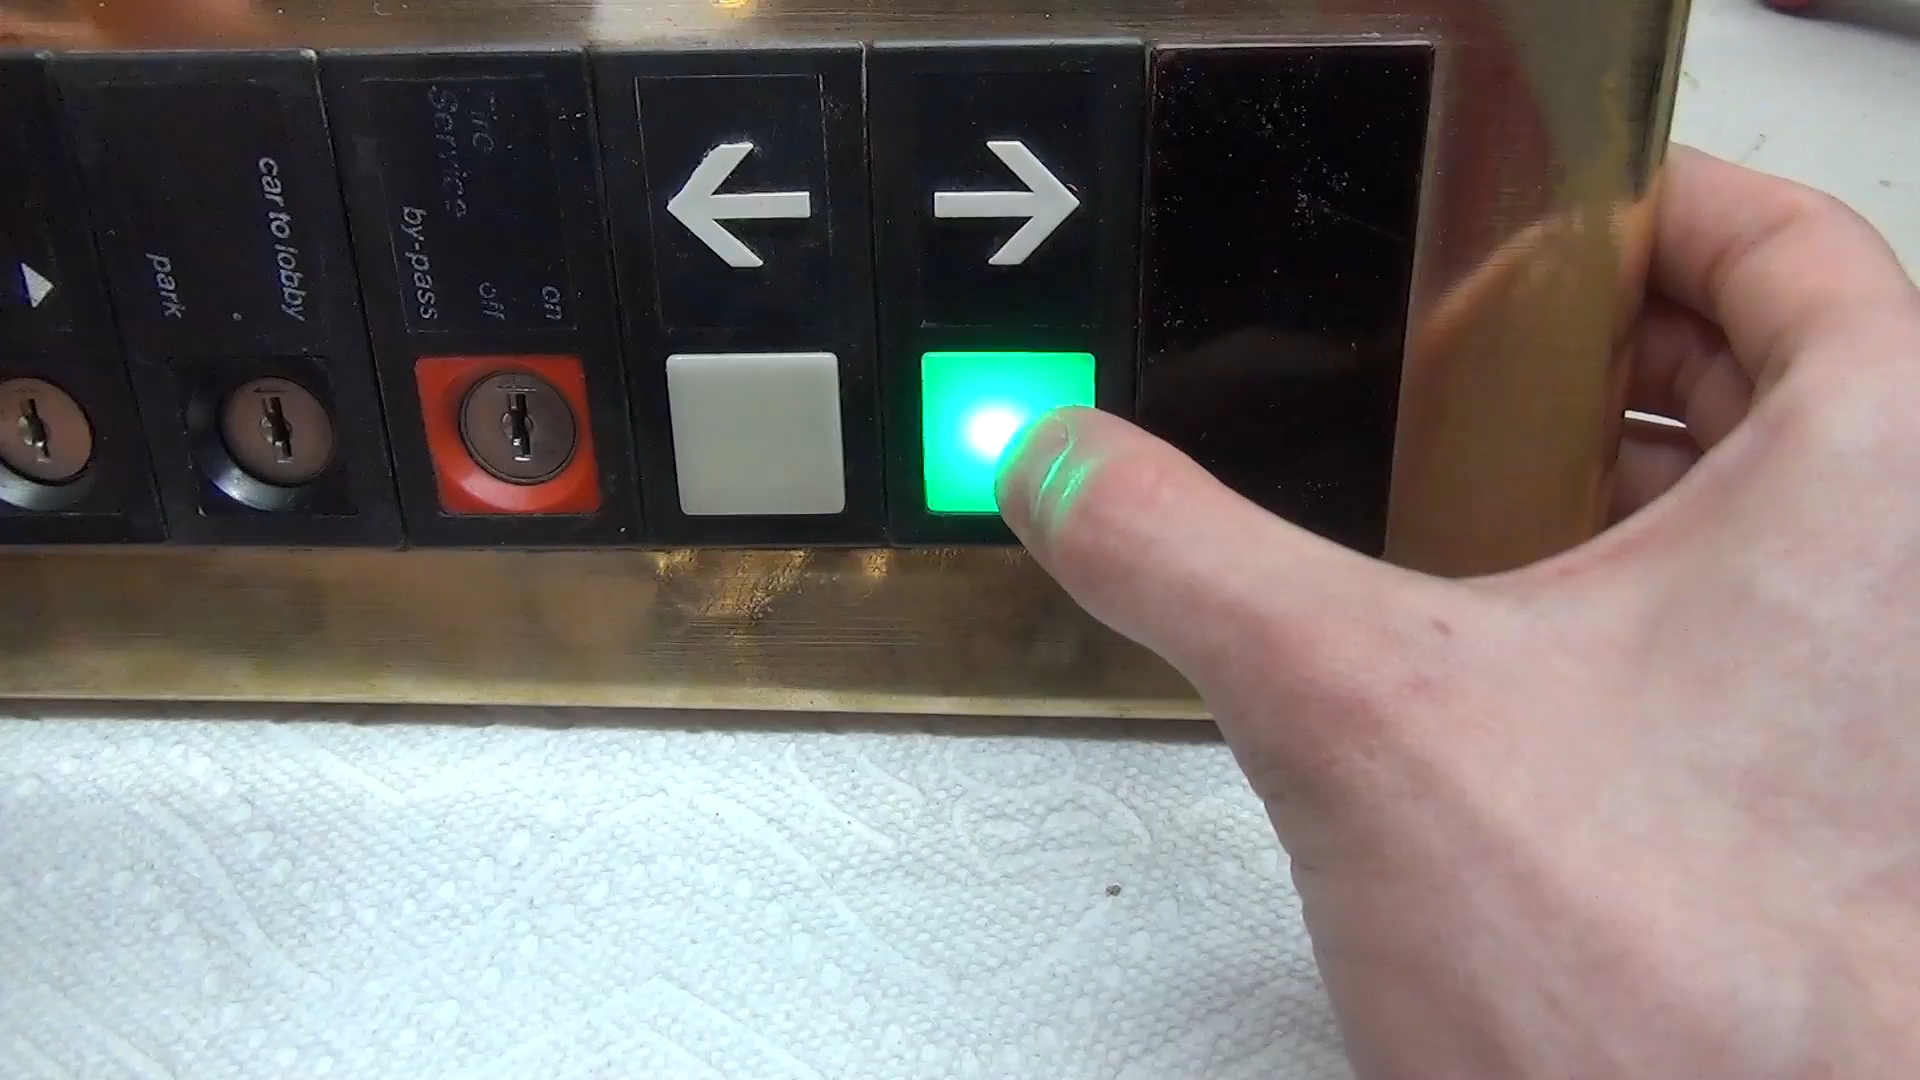 on
Fire
Service
off
by-pass
car to lobby
park